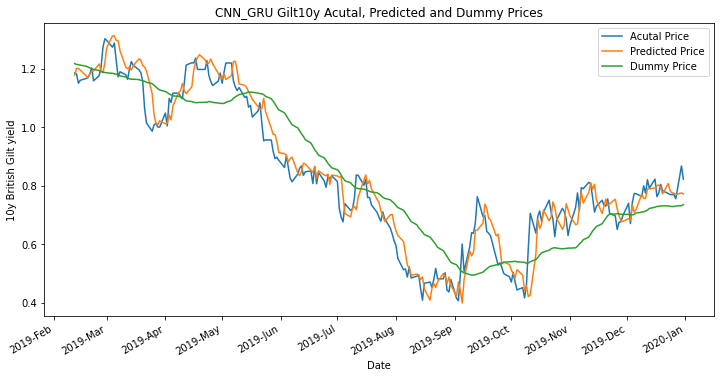 CNN_GRU Gilt10y Acutal, Predicted and Dummy Prices
Acutal Price
Predicted Price
Dummy Price
10y British Gilt yield
1.2
1.0
0.8
0.6
0.4
2019-Feb
2019-Mar
2019-Apr
2019-May
2019-Jun
2019-Jul
2019-Aug
2019-Sep
2019-Oct
2019-Nov
2019-Dec
2020-Jan
Date